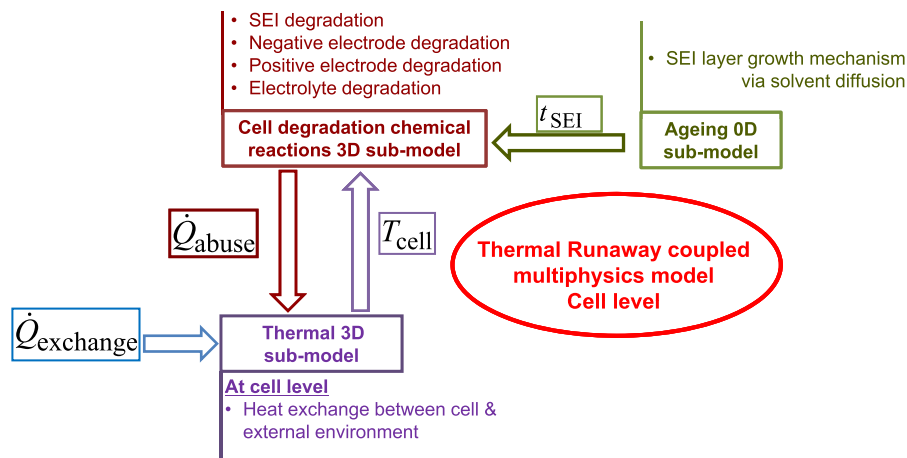 • SEI degradation
• Negative electrode degradation
• Positive electrode degradation
• Electrolyte degradation
• SEI layer growth mechanism
via solvent diffusion
Cell degradation chemical
reactions 3D sub-model
t_SEI
Ageing 0D
sub-model
Q̇_abuse
T_cell
Thermal Runaway coupled
multiphysics model
Cell level
Q̇_exchange
Thermal 3D
sub-model
At cell level
• Heat exchange between cell &
external environment